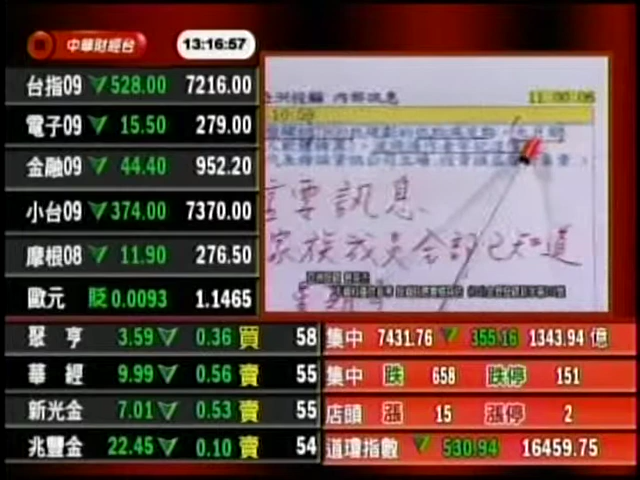 中華財經台 13:16:57
台指09 528.00 7216.00
電子09 15.50 279.00
金融09 44.40 952.20
小台09 374.00 7370.00
摩根08 11.90 276.50
歐元 貶 0.0093 1.1465
內部訊息 11:00:06
10:59
要訊息
家族成員全部已知道
聚亨 3.59 0.36 買 58
華經 9.99 0.56 賣 55
新光金 7.01 0.53 賣 55
兆豐金 22.45 0.10 賣 54
集中 7431.76 355.16 1343.94 億
集中 跌 658 跌停 151
店頭 漲 15 漲停 2
道瓊指數 530.94 16459.75